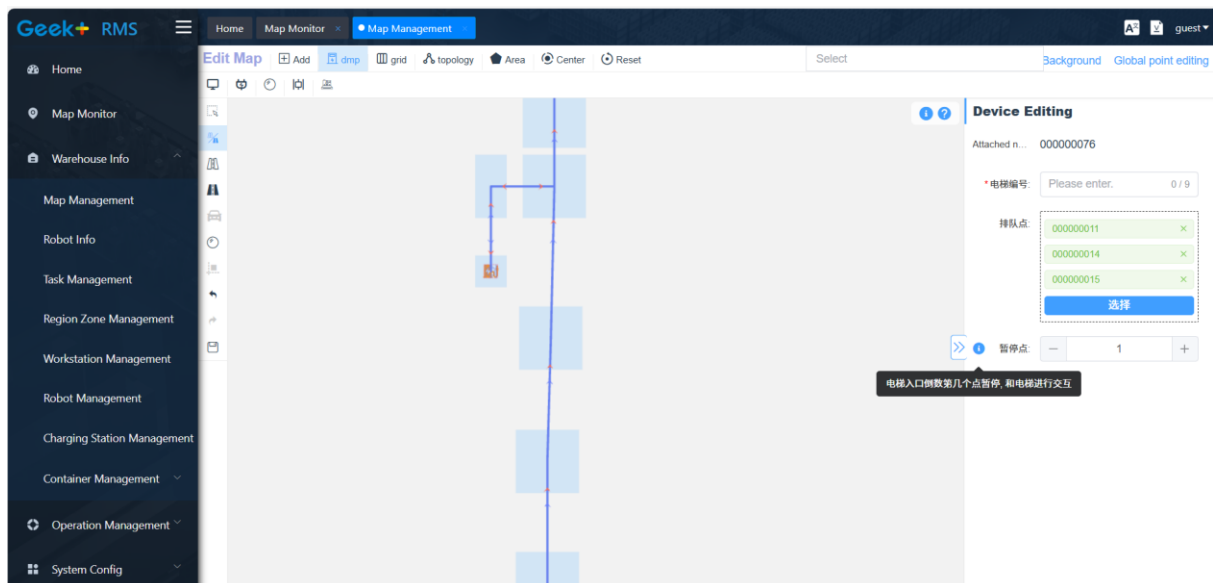 Geek+ RMS
Home
Map Monitor ×
Map Management
guest
Home
Map Monitor
Warehouse Info
Map Management
Robot Info
Task Management
Region Zone Management
Workstation Management
Robot Management
Charging Station Management
Container Management
Operation Management
System Config
Edit Map
Add
dmp
grid
topology
Area
Center
Reset
Select
Background
Global point editing
Device Editing
Attached n... 000000076
*电梯编号: Please enter. 0 / 9
排队点:
000000011 ×
000000014 ×
000000015 ×
选择
暂停点: — 1 +
电梯入口倒数第几个点暂停, 和电梯进行交互